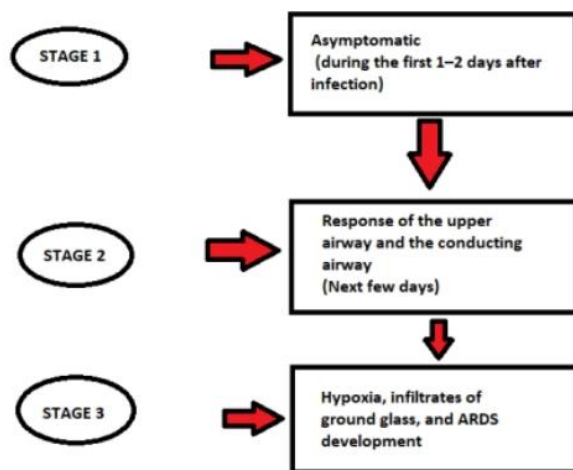 STAGE 1
Asymptomatic
(during the first 1–2 days after
infection)
STAGE 2
Response of the upper
airway and the conducting
airway
(Next few days)
STAGE 3
Hypoxia, infiltrates of
ground glass, and ARDS
development